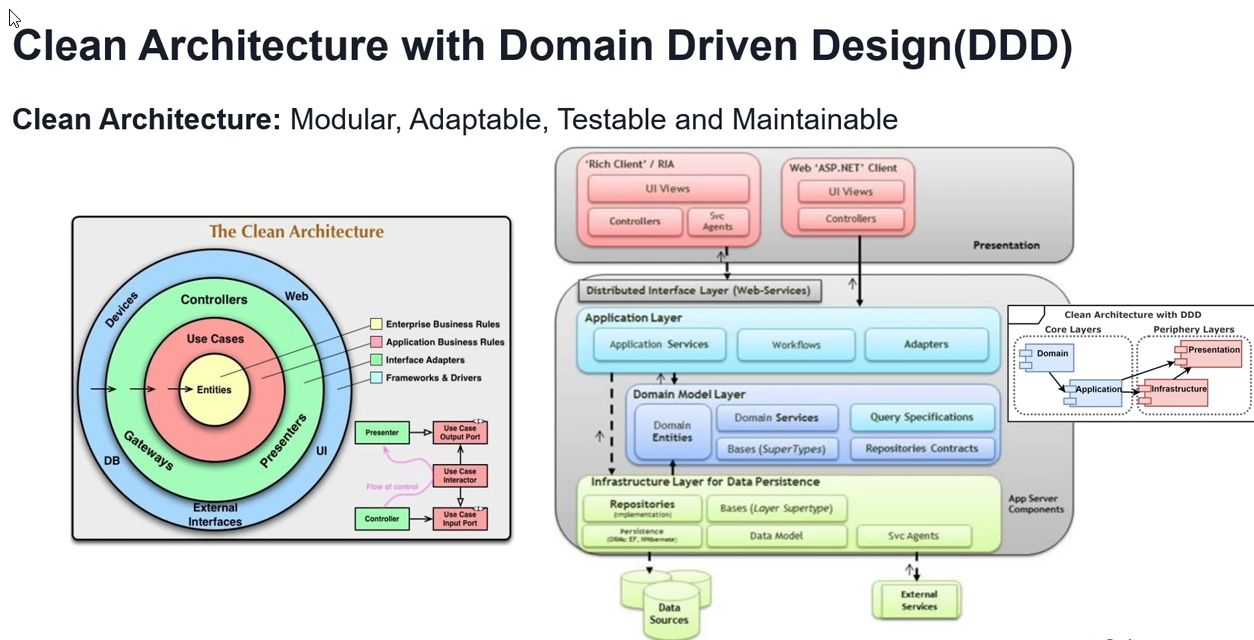 Clean Architecture with Domain Driven Design(DDD)
Clean Architecture: Modular, Adaptable, Testable and Maintainable
The Clean Architecture
Devices
Web
Controllers
Use Cases
Entities
Gateways
Presenters
DB
UI
External
Interfaces
Enterprise Business Rules
Application Business Rules
Interface Adapters
Frameworks & Drivers
Presenter
Use Case
Output Port
Use Case
Interactor
Flow of control
Controller
Use Case
Input Port
'Rich Client' / RIA
UI Views
Controllers
Svc
Agents
Web 'ASP.NET' Client
UI Views
Controllers
Presentation
Distributed Interface Layer (Web-Services)
Application Layer
Application Services
Workflows
Adapters
Domain Model Layer
Domain
Entities
Domain Services
Query Specifications
Bases (SuperTypes)
Repositories Contracts
Infrastructure Layer for Data Persistence
Repositories
(Implementation)
Bases (Layer Supertype)
Persistence
(ORMs: EF, NHibernate)
Data Model
Svc Agents
App Server
Components
Data
Sources
External
Services
Clean Architecture with DDD
Core Layers
Periphery Layers
Domain
Presentation
Application
Infrastructure